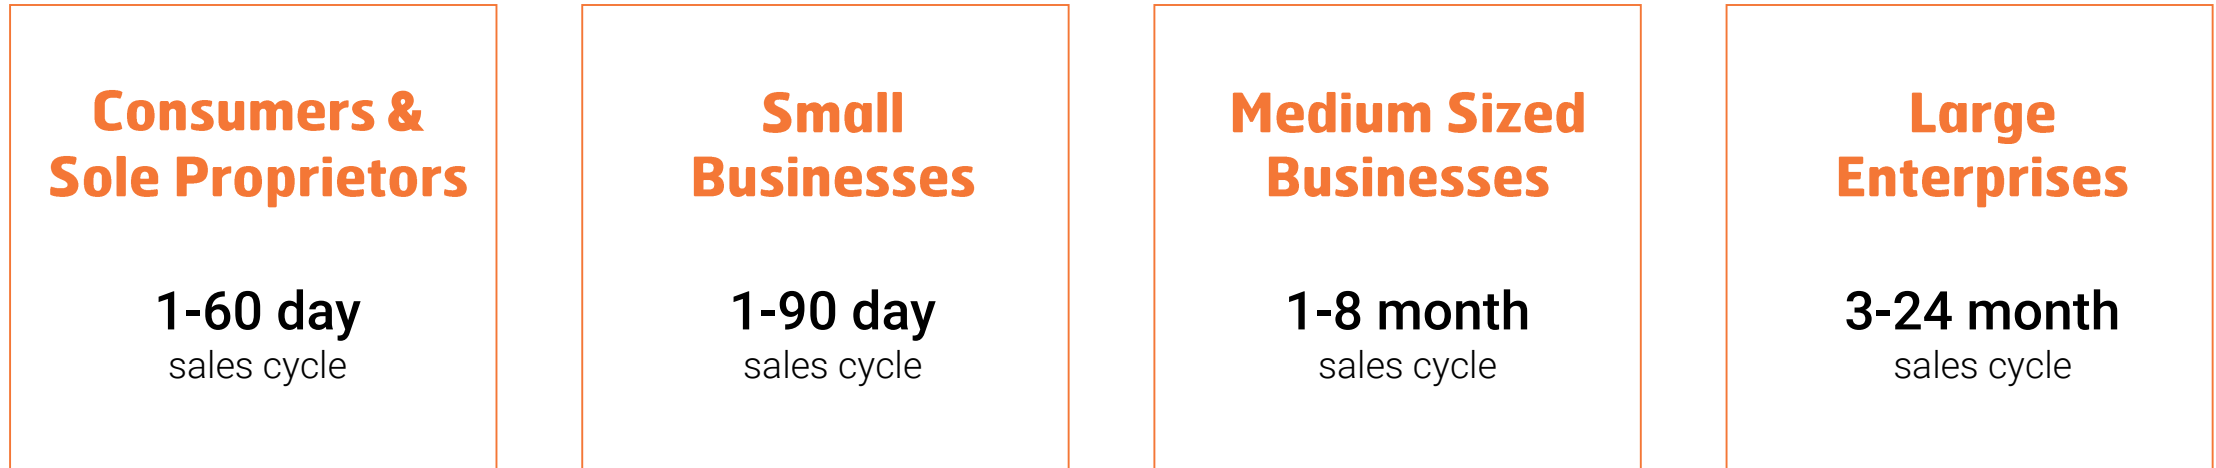 Consumers &
Sole Proprietors
1-60 day
sales cycle
Small
Businesses
1-90 day
sales cycle
Medium Sized
Businesses
1-8 month
sales cycle
Large
Enterprises
3-24 month
sales cycle